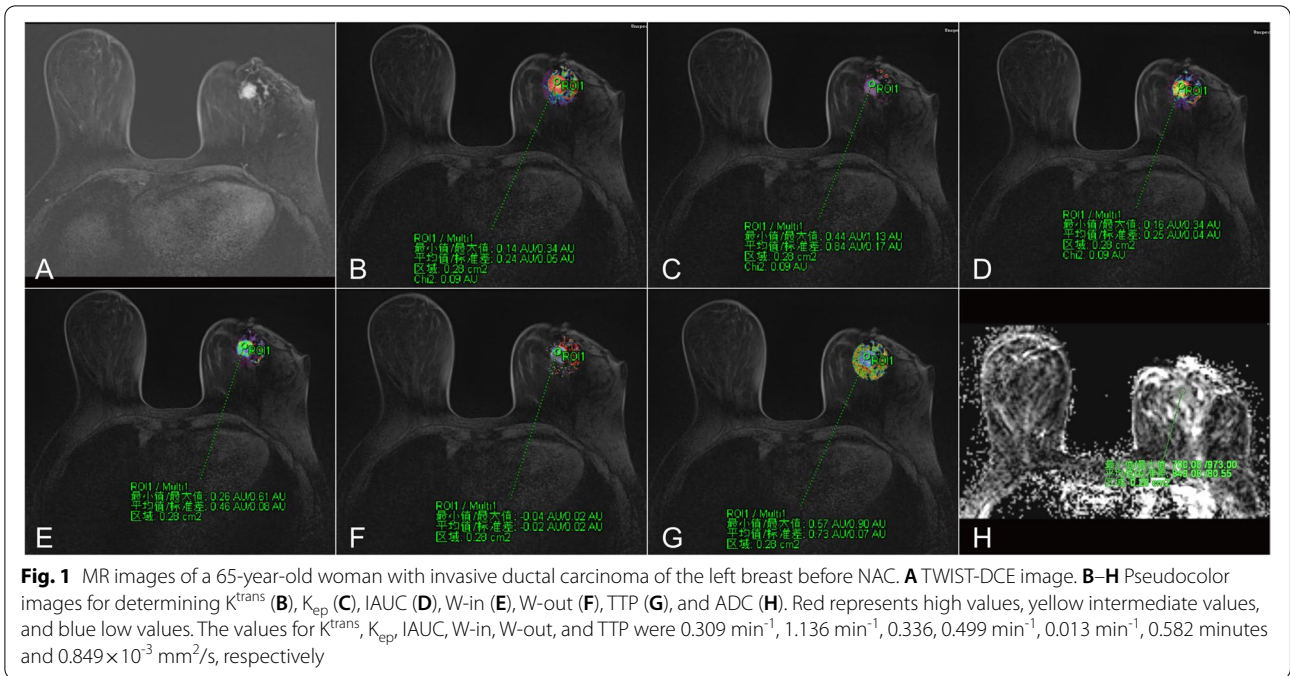 A
B
ROI1
ROI1 / Multi1
最小值/最大值: 0.14 AU/0.34 AU
平均值/标准差: 0.24 AU/0.05 AU
区域: 0.28 cm2
Chi2: 0.09 AU
C
ROI1
ROI1 / Multi1
最小值/最大值: 0.44 AU/1.13 AU
平均值/标准差: 0.84 AU/0.17 AU
区域: 0.28 cm2
Chi2: 0.09 AU
D
ROI1
ROI1 / Multi1
最小值/最大值: 0.16 AU/0.34 AU
平均值/标准差: 0.25 AU/0.04 AU
区域: 0.28 cm2
Chi2: 0.09 AU
E
ROI1
ROI1 / Multi1
最小值/最大值: 0.26 AU/0.61 AU
平均值/标准差: 0.46 AU/0.08 AU
区域: 0.28 cm2
F
ROI1
ROI1 / Multi1
最小值/最大值: -0.04 AU/0.02 AU
平均值/标准差: -0.02 AU/0.02 AU
区域: 0.28 cm2
G
ROI1
ROI1 / Multi1
最小值/最大值: 0.57 AU/0.90 AU
平均值/标准差: 0.73 AU/0.07 AU
区域: 0.28 cm2
H
Fig. 1 MR images of a 65-year-old woman with invasive ductal carcinoma of the left breast before NAC. A TWIST-DCE image. B–H Pseudocolor
images for determining K^trans (B), K_ep (C), IAUC (D), W-in (E), W-out (F), TTP (G), and ADC (H). Red represents high values, yellow intermediate values,
and blue low values. The values for K^trans, K_ep, IAUC, W-in, W-out, and TTP were 0.309 min⁻¹, 1.136 min⁻¹, 0.336, 0.499 min⁻¹, 0.013 min⁻¹, 0.582 minutes
and 0.849 × 10⁻³ mm²/s, respectively